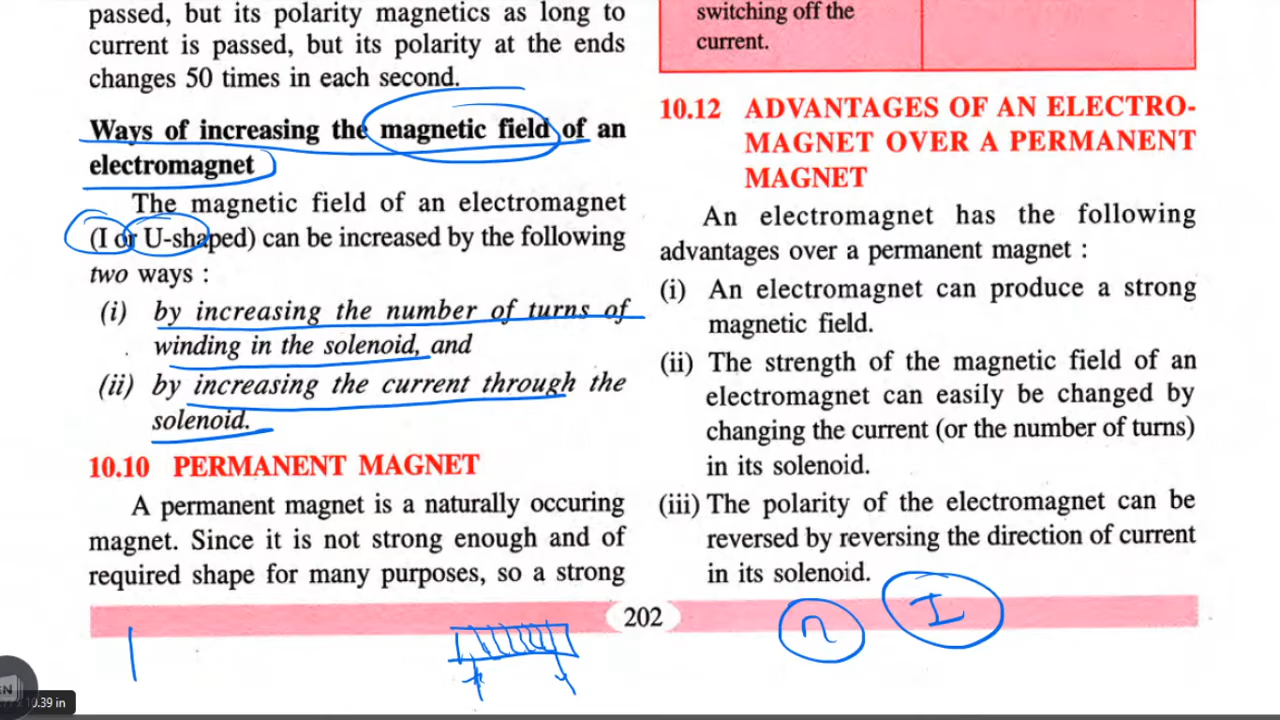 passed, but its polarity magnetics as long to
current is passed, but its polarity at the ends
changes 50 times in each second.
Ways of increasing the magnetic field of an
electromagnet
The magnetic field of an electromagnet
(I or U-shaped) can be increased by the following
two ways :
(i) by increasing the number of turns of
winding in the solenoid, and
(ii) by increasing the current through the
solenoid.
10.10 PERMANENT MAGNET
A permanent magnet is a naturally occuring
magnet. Since it is not strong enough and of
required shape for many purposes, so a strong
switching off the
current.
10.12 ADVANTAGES OF AN ELECTRO-
MAGNET OVER A PERMANENT
MAGNET
An electromagnet has the following
advantages over a permanent magnet :
(i) An electromagnet can produce a strong
magnetic field.
(ii) The strength of the magnetic field of an
electromagnet can easily be changed by
changing the current (or the number of turns)
in its solenoid.
(iii) The polarity of the electromagnet can be
reversed by reversing the direction of current
in its solenoid.
202
n
I
10.39 in